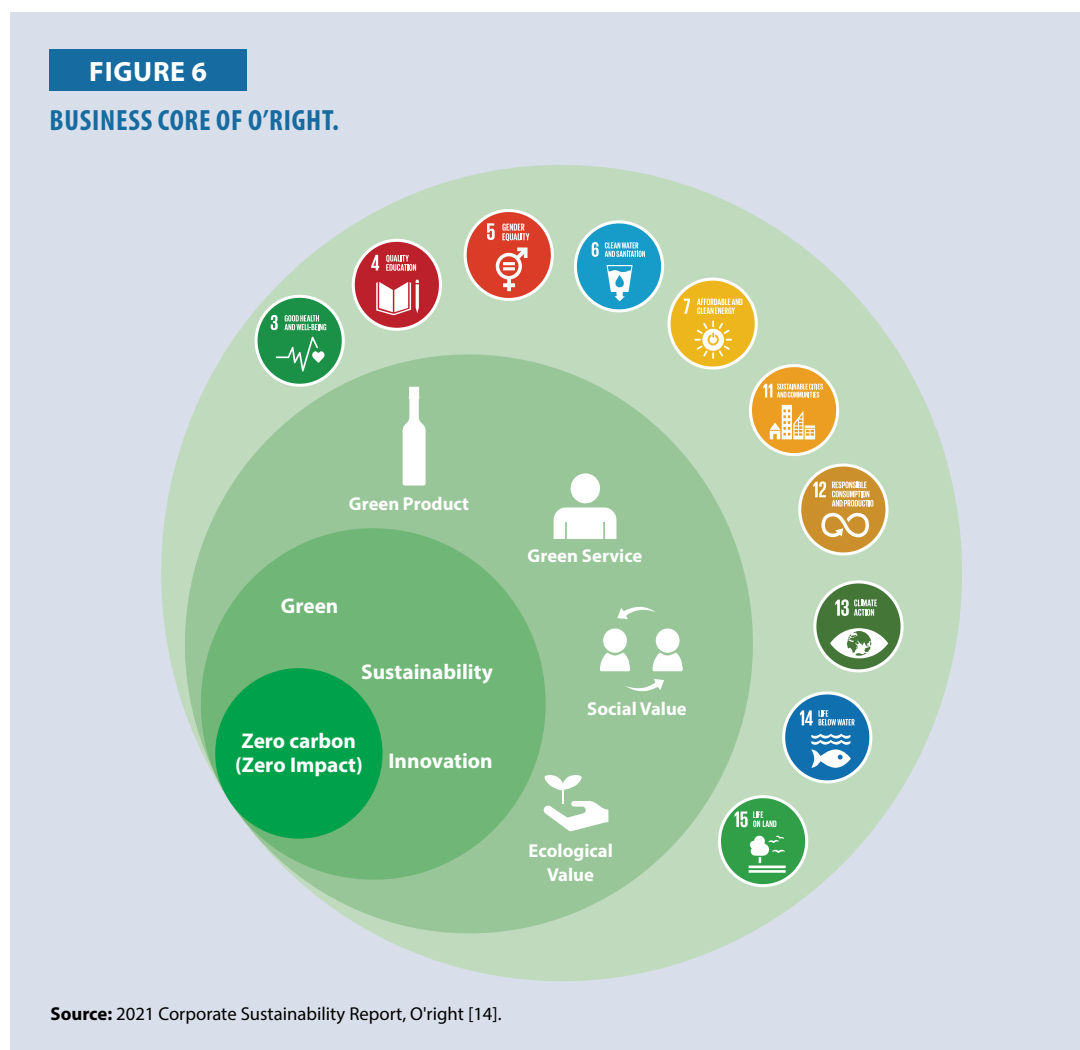 FIGURE 6
BUSINESS CORE OF O'RIGHT.
3 GOOD HEALTH
AND WELL-BEING
4 QUALITY
EDUCATION
5 GENDER
EQUALITY
6 CLEAN WATER
AND SANITATION
7 AFFORDABLE AND
CLEAN ENERGY
11 SUSTAINABLE CITIES
AND COMMUNITIES
12 RESPONSIBLE
CONSUMPTION
AND PRODUCTIO
13 CLIMATE
ACTION
14 LIFE
BELOW WATER
15 LIFE
ON LAND
Green Product
Green Service
Social Value
Ecological
Value
Green
Sustainability
Innovation
Zero carbon
(Zero Impact)
Source: 2021 Corporate Sustainability Report, O'right [14].